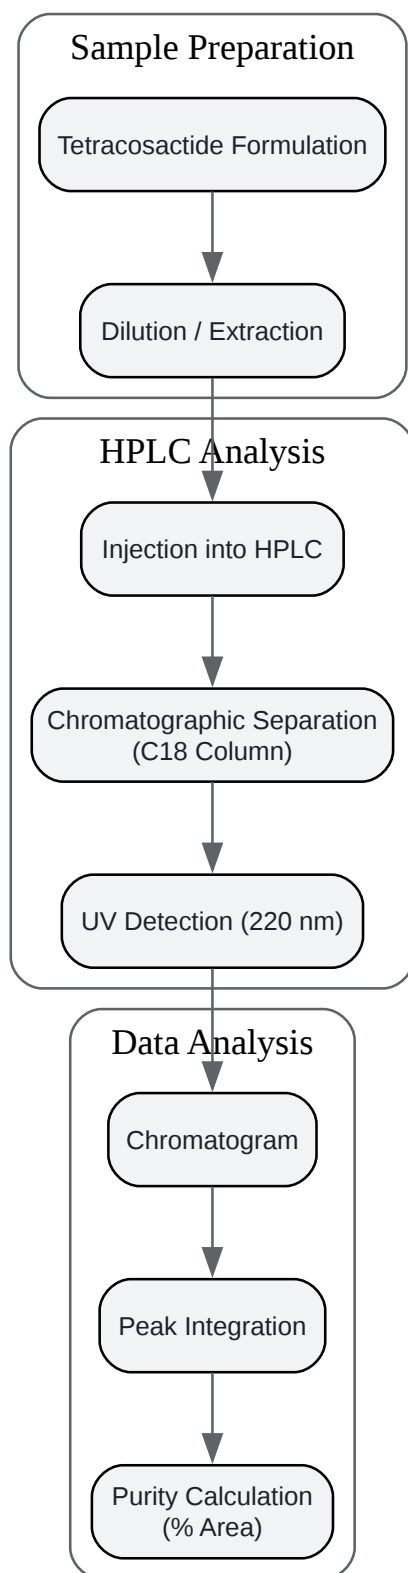 Sample Preparation
Tetracosactide Formulation
Dilution / Extraction
HPLC Analysis
Injection into HPLC
Chromatographic Separation
(C18 Column)
UV Detection (220 nm)
Data Analysis
Chromatogram
Peak Integration
Purity Calculation
(% Area)